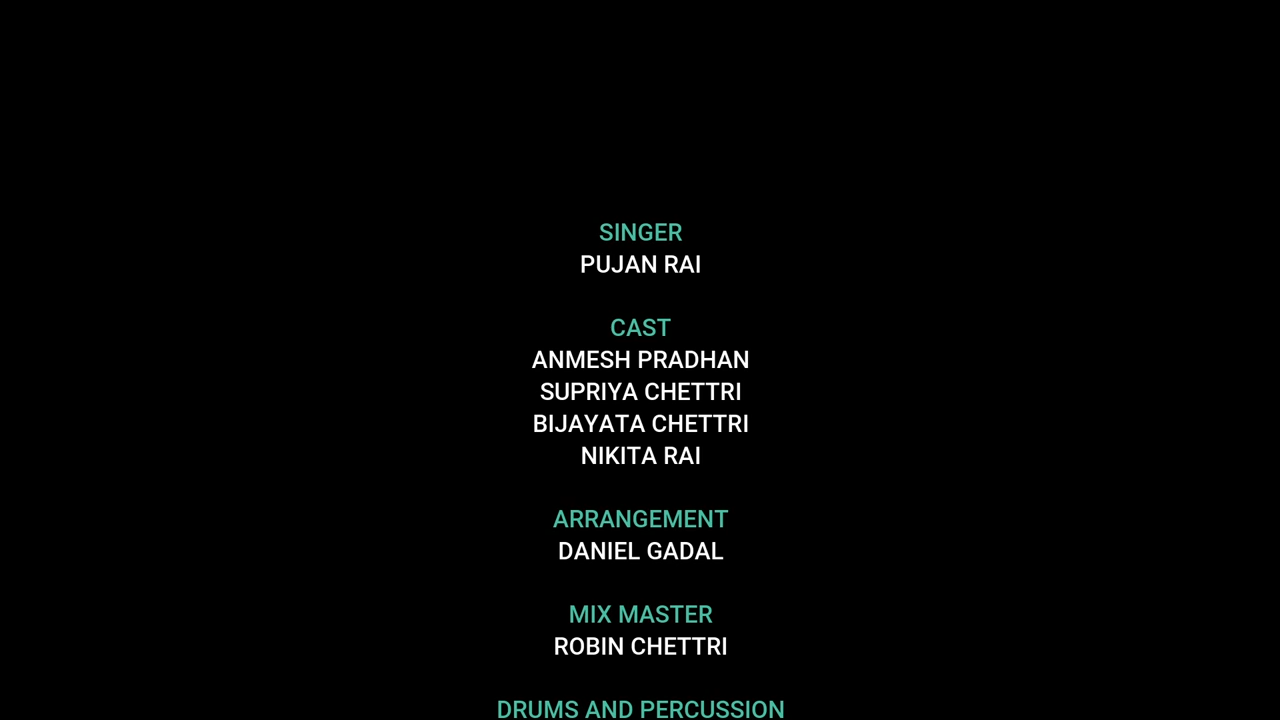 SINGER
PUJAN RAI
CAST
ANMESH PRADHAN
SUPRIYA CHETTRI
BIJAYATA CHETTRI
NIKITA RAI
ARRANGEMENT
DANIEL GADAL
MIX MASTER
ROBIN CHETTRI
DRUMS AND PERCUSSION